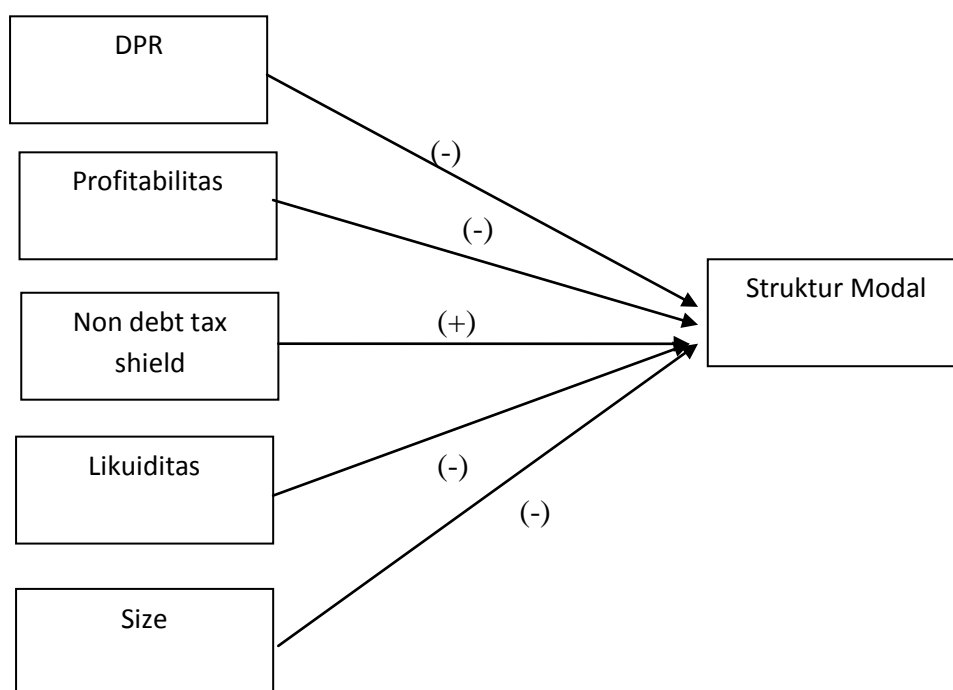 DPR
(-)
Profitabilitas
(-)
Struktur Modal
Non debt tax
shield
(+)
Likuiditas
(-)
(-)
Size